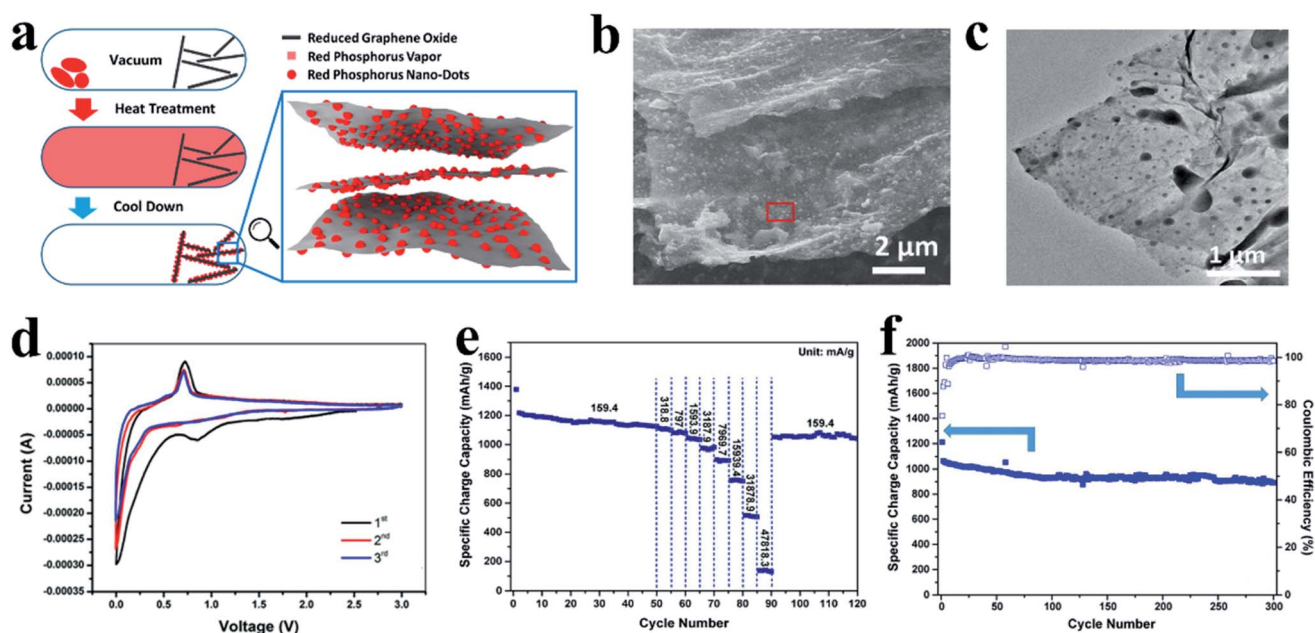 a
Vacuum
Heat Treatment
Cool Down
Reduced Graphene Oxide
Red Phosphorus Vapor
Red Phosphorus Nano-Dots
b
2 μm
c
1 μm
d
0.00010
0.00005
0.00000
-0.00005
-0.00010
-0.00015
-0.00020
-0.00025
-0.00030
-0.00035
Current (A)
1st
2nd
3rd
0.0 0.5 1.0 1.5 2.0 2.5 3.0
Voltage (V)
e
Unit: mA/g
1600
1400
1200
1000
800
600
400
200
0
Specific Charge Capacity (mAh/g)
159.4
318.8
797
1593.9
3187.9
7969.7
15939.4
31878.9
47818.3
159.4
0 10 20 30 40 50 60 70 80 90 100 110 120
Cycle Number
f
2000
1800
1600
1400
1200
1000
800
600
400
200
0
Specific Charge Capacity (mAh/g)
100
80
60
40
20
0
Coulombic Efficiency (%)
0 50 100 150 200 250 300
Cycle Number